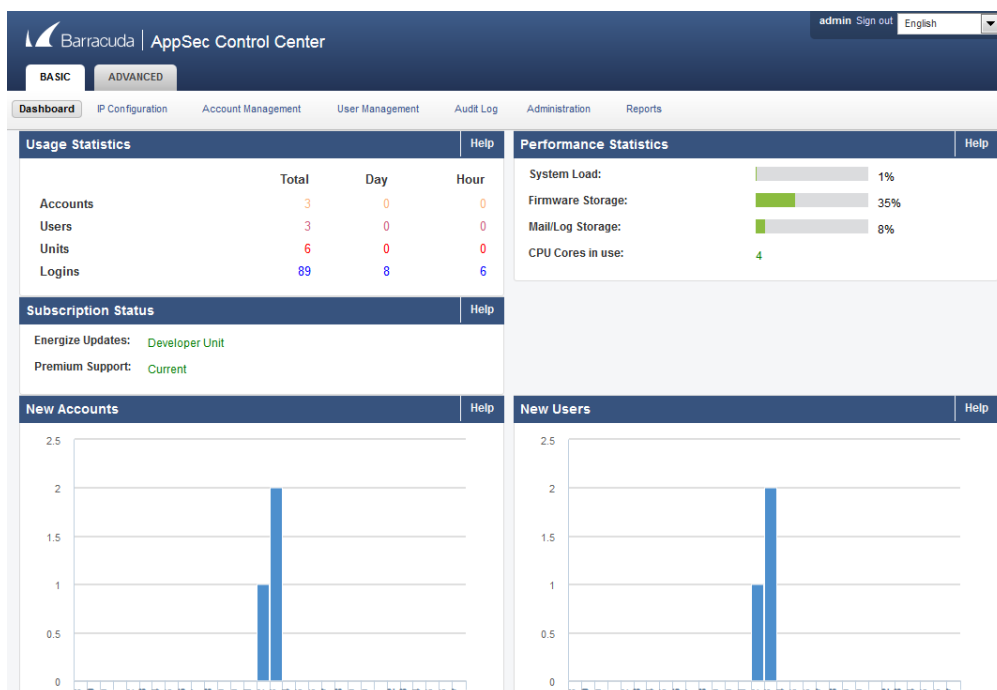 admin Sign out English
Barracuda | AppSec Control Center
BASIC ADVANCED
Dashboard IP Configuration Account Management User Management Audit Log Administration Reports
Usage Statistics Help
Total Day Hour
Accounts 3 0 0
Users 3 0 0
Units 6 0 0
Logins 89 8 6
Performance Statistics Help
System Load: 1%
Firmware Storage: 35%
Mail/Log Storage: 8%
CPU Cores in use: 4
Subscription Status Help
Energize Updates: Developer Unit
Premium Support: Current
New Accounts Help
2.5
2
1.5
1
0.5
0
New Users Help
2.5
2
1.5
1
0.5
0